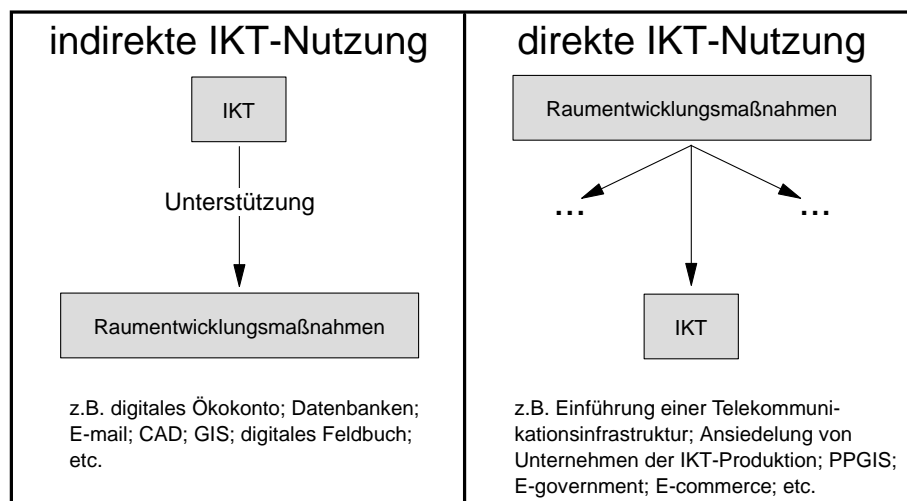 indirekte IKT-Nutzung
IKT
Unterstützung
Raumentwicklungsmaßnahmen
z.B. digitales Ökokonto; Datenbanken;
E-mail; CAD; GIS; digitales Feldbuch;
etc.
direkte IKT-Nutzung
Raumentwicklungsmaßnahmen
... ...
IKT
z.B. Einführung einer Telekommuni-
kationsinfrastruktur; Ansiedelung von
Unternehmen der IKT-Produktion; PPGIS;
E-government; E-commerce; etc.